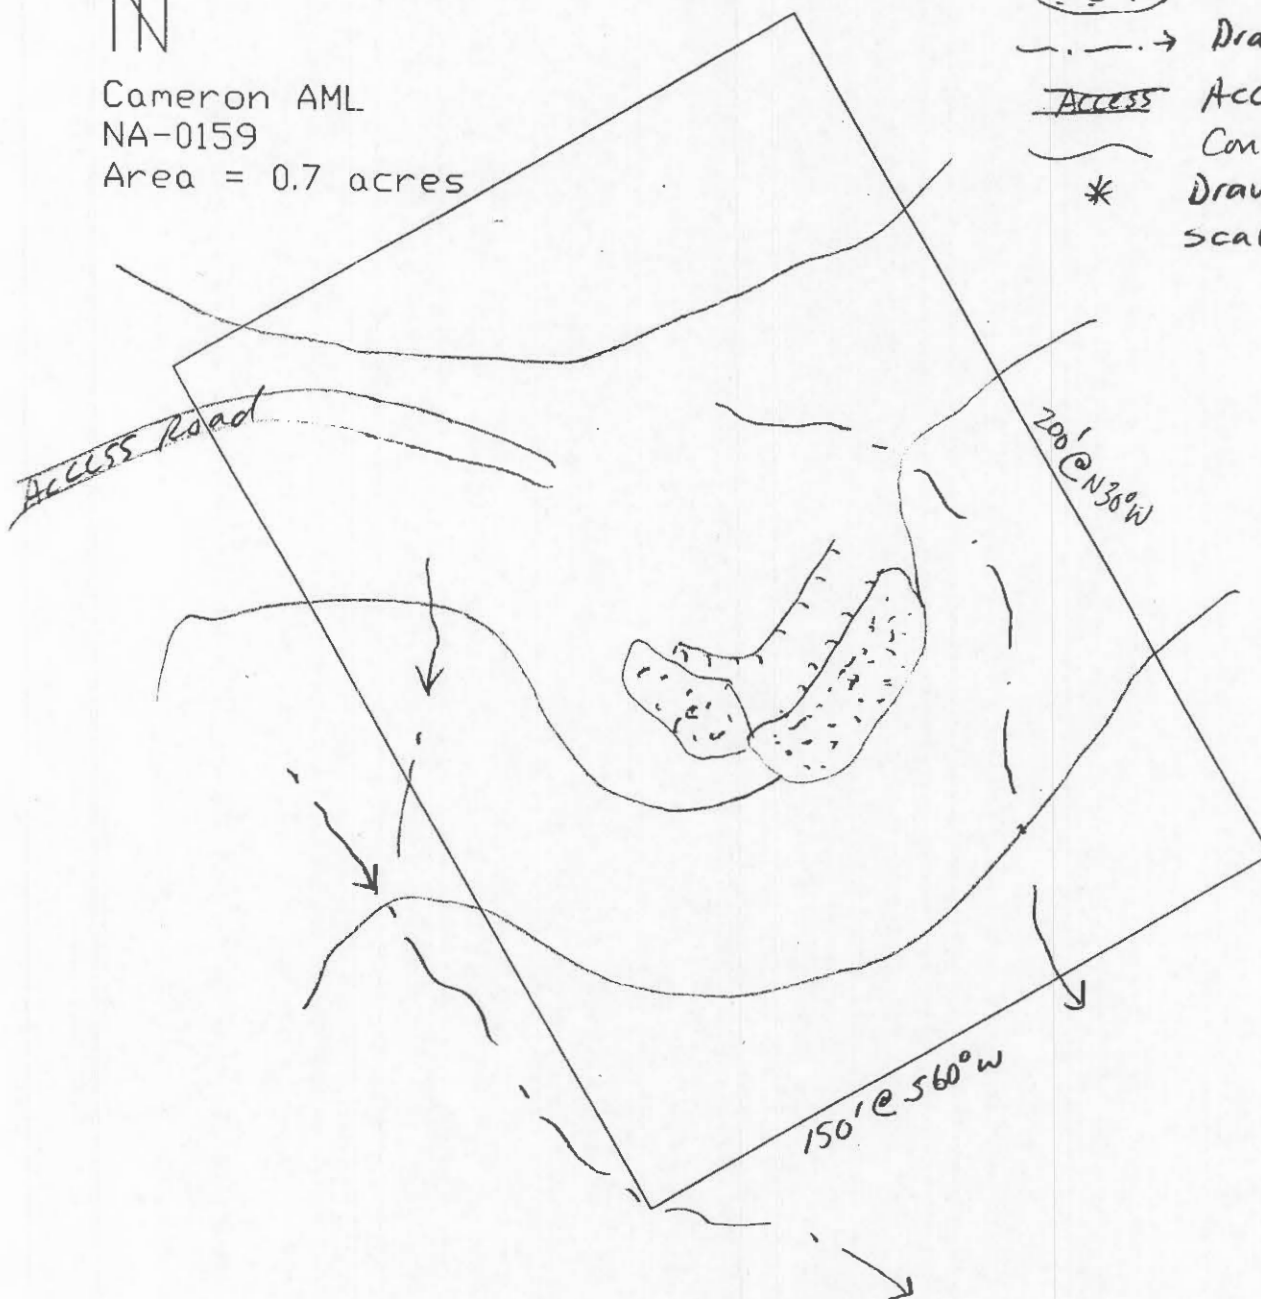 N
Cameron AML
NA-0159
Area = 0.7 acres
Dra
Access Acc
Con
* Draw
scal
Access Road
200' @ N30°W
150' @ S60°W